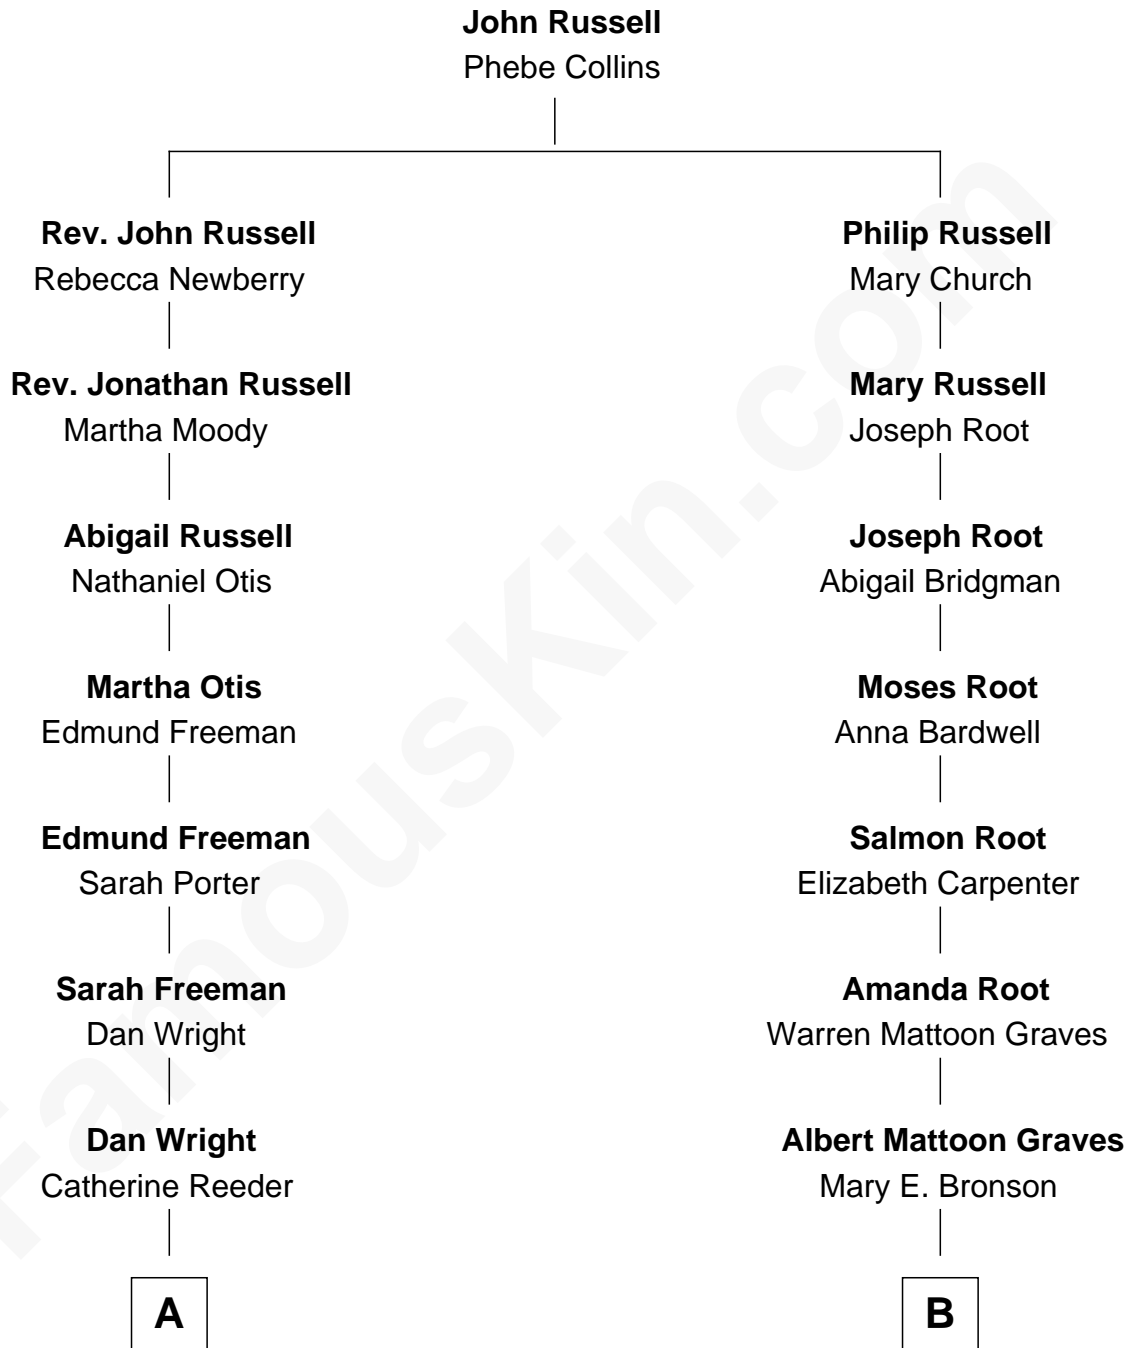 John Russell
Phebe Collins
Rev. John Russell
Rebecca Newberry
Philip Russell
Mary Church
Rev. Jonathan Russell
Martha Moody
Mary Russell
Joseph Root
Abigail Russell
Nathaniel Otis
Joseph Root
Abigail Bridgman
Martha Otis
Edmund Freeman
Moses Root
Anna Bardwell
Edmund Freeman
Sarah Porter
Salmon Root
Elizabeth Carpenter
Sarah Freeman
Dan Wright
Amanda Root
Warren Mattoon Graves
Dan Wright
Catherine Reeder
Albert Mattoon Graves
Mary E. Bronson
A
B
FamousKin.com